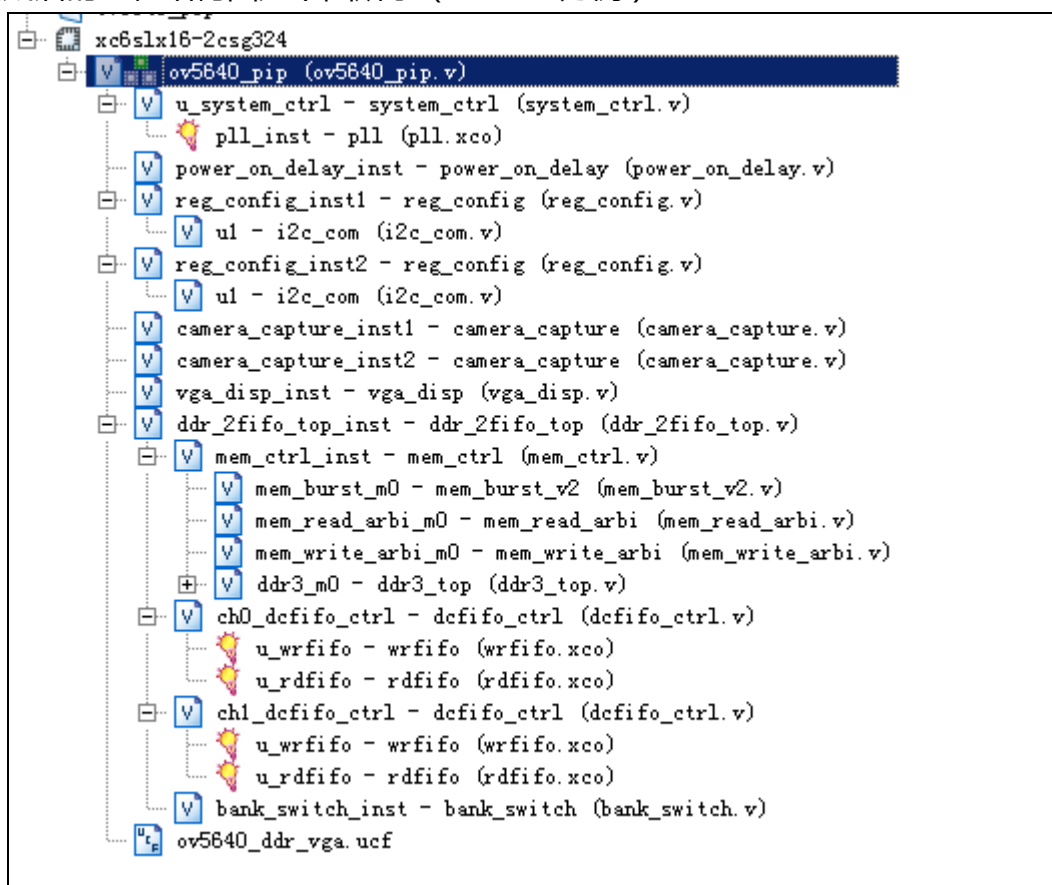 xc6slx16-2csg324
ov5640_pip (ov5640_pip.v)
u_system_ctrl - system_ctrl (system_ctrl.v)
pll_inst - pll (pll.xco)
power_on_delay_inst - power_on_delay (power_on_delay.v)
reg_config_inst1 - reg_config (reg_config.v)
u1 - i2c_com (i2c_com.v)
reg_config_inst2 - reg_config (reg_config.v)
u1 - i2c_com (i2c_com.v)
camera_capture_inst1 - camera_capture (camera_capture.v)
camera_capture_inst2 - camera_capture (camera_capture.v)
vga_disp_inst - vga_disp (vga_disp.v)
ddr_2fifo_top_inst - ddr_2fifo_top (ddr_2fifo_top.v)
mem_ctrl_inst - mem_ctrl (mem_ctrl.v)
mem_burst_m0 - mem_burst_v2 (mem_burst_v2.v)
mem_read_arbi_m0 - mem_read_arbi (mem_read_arbi.v)
mem_write_arbi_m0 - mem_write_arbi (mem_write_arbi.v)
ddr3_m0 - ddr3_top (ddr3_top.v)
ch0_dcfifo_ctrl - dcfifo_ctrl (dcfifo_ctrl.v)
u_wrfifo - wrfifo (wrfifo.xco)
u_rdfifo - rdfifo (rdfifo.xco)
ch1_dcfifo_ctrl - dcfifo_ctrl (dcfifo_ctrl.v)
u_wrfifo - wrfifo (wrfifo.xco)
u_rdfifo - rdfifo (rdfifo.xco)
bank_switch_inst - bank_switch (bank_switch.v)
ov5640_ddr_vga.ucf